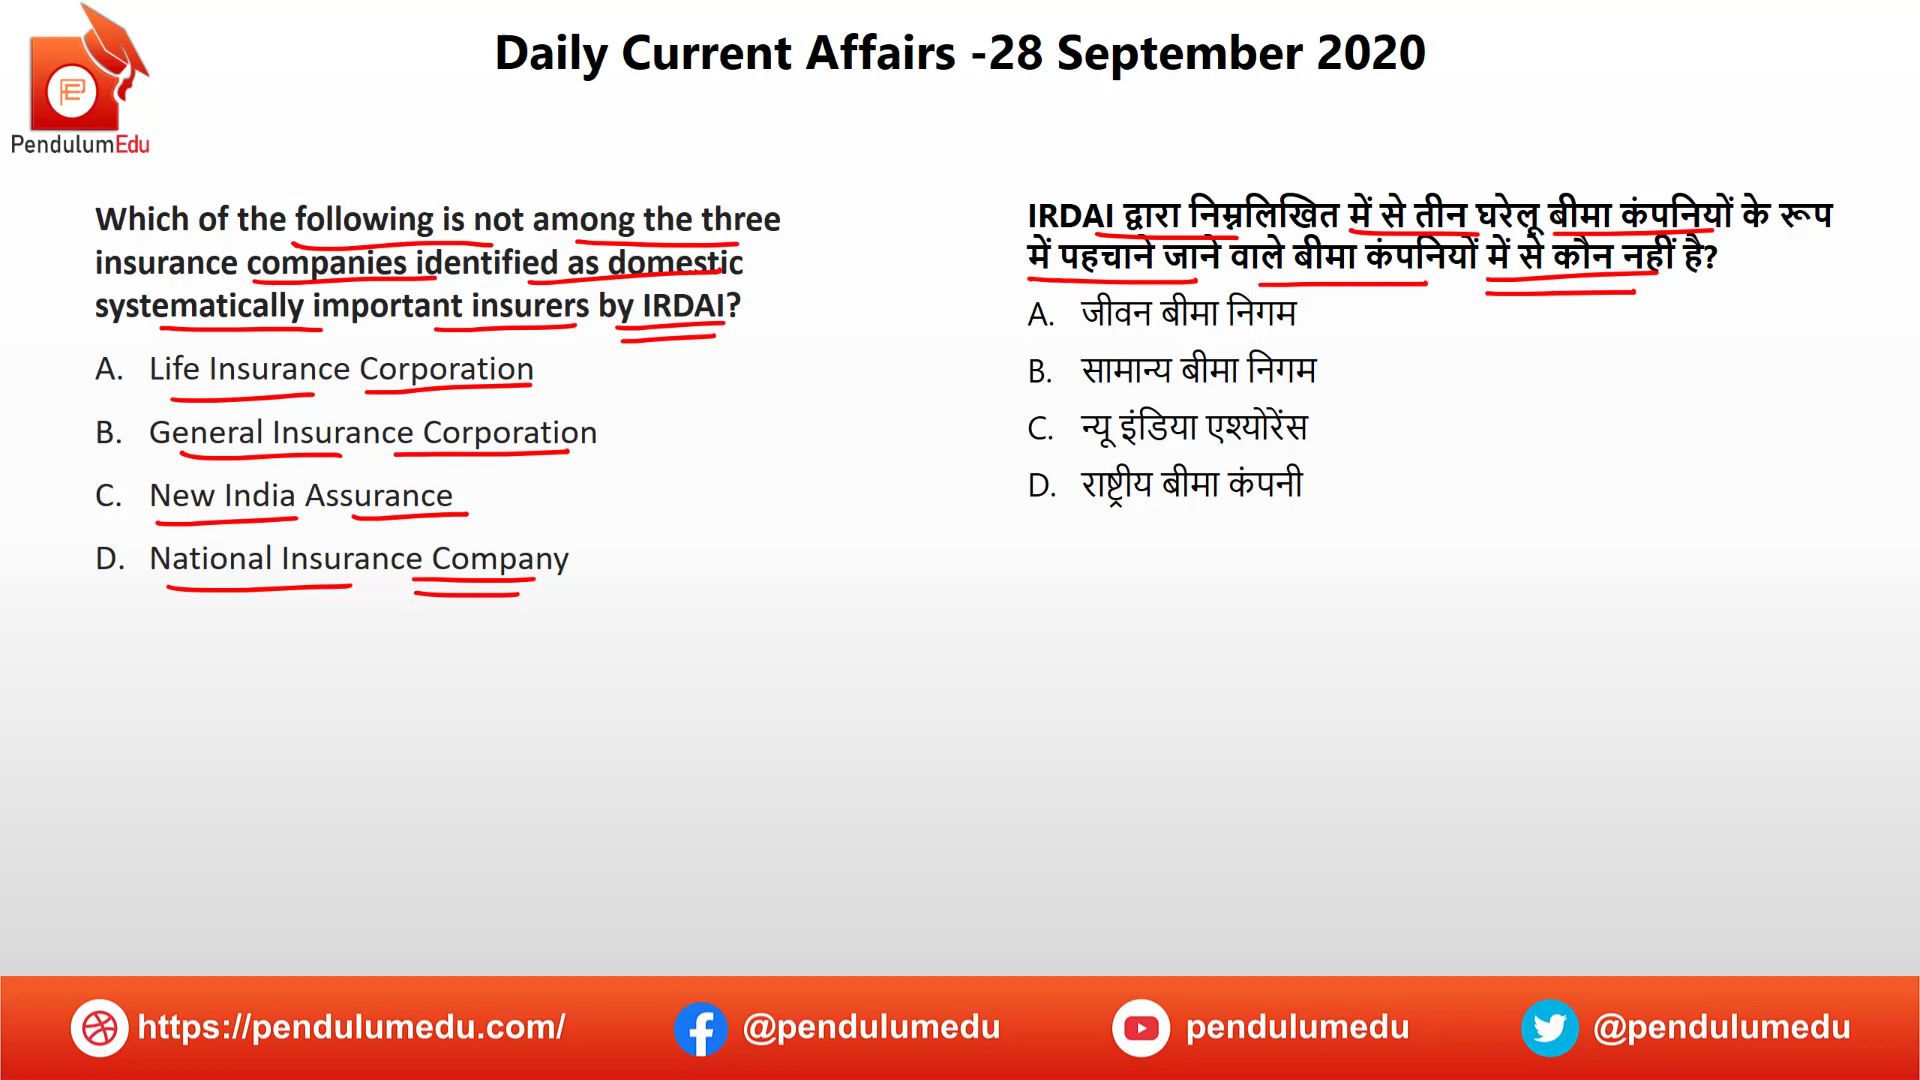 Daily Current Affairs -28 September 2020
PendulumEdu
Which of the following is not among the three
insurance companies identified as domestic
systematically important insurers by IRDAI?
A. Life Insurance Corporation
B. General Insurance Corporation
C. New India Assurance
D. National Insurance Company
IRDAI द्वारा निम्नलिखित में से तीन घरेलू बीमा कंपनियों के रूप
में पहचाने जाने वाले बीमा कंपनियों में से कौन नहीं है?
A. जीवन बीमा निगम
B. सामान्य बीमा निगम
C. न्यू इंडिया एश्योरेंस
D. राष्ट्रीय बीमा कंपनी
https://pendulumedu.com/
@pendulumedu
pendulumedu
@pendulumedu